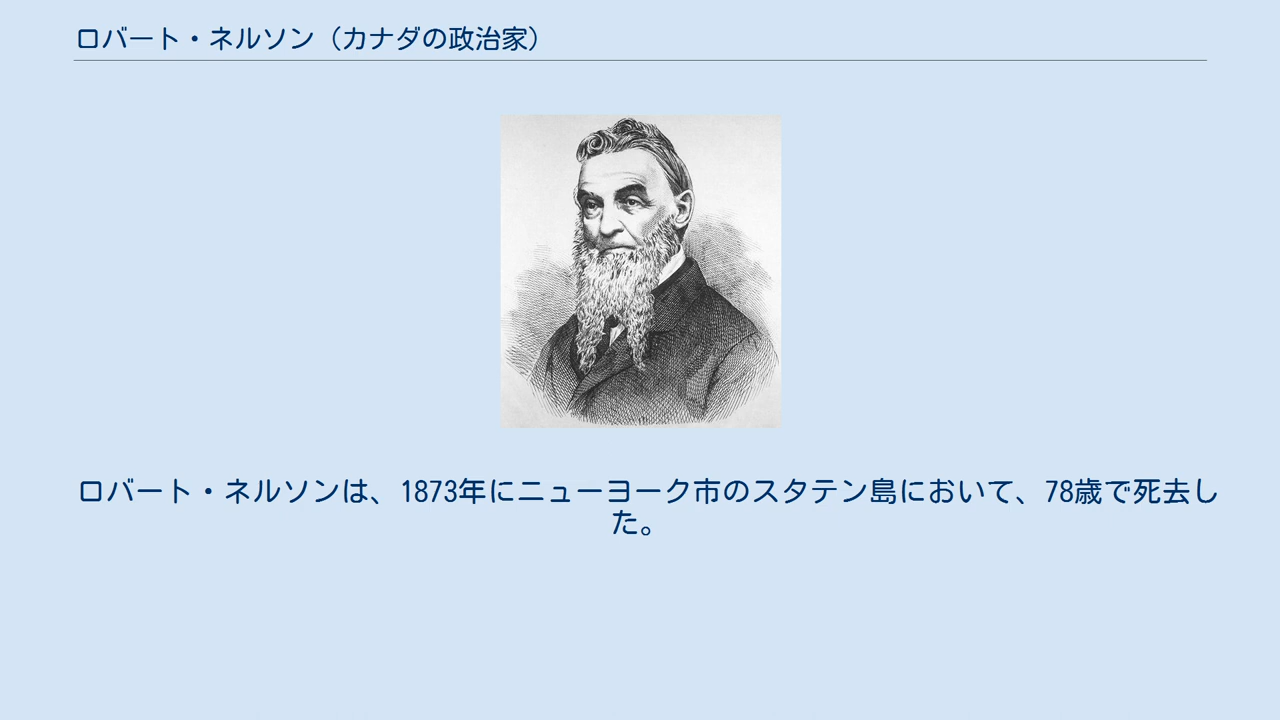 ロバート・ネルソン（カナダの政治家）
ロバート・ネルソンは、1873年にニューヨーク市のスタテン島において、78歳で死去し
た。